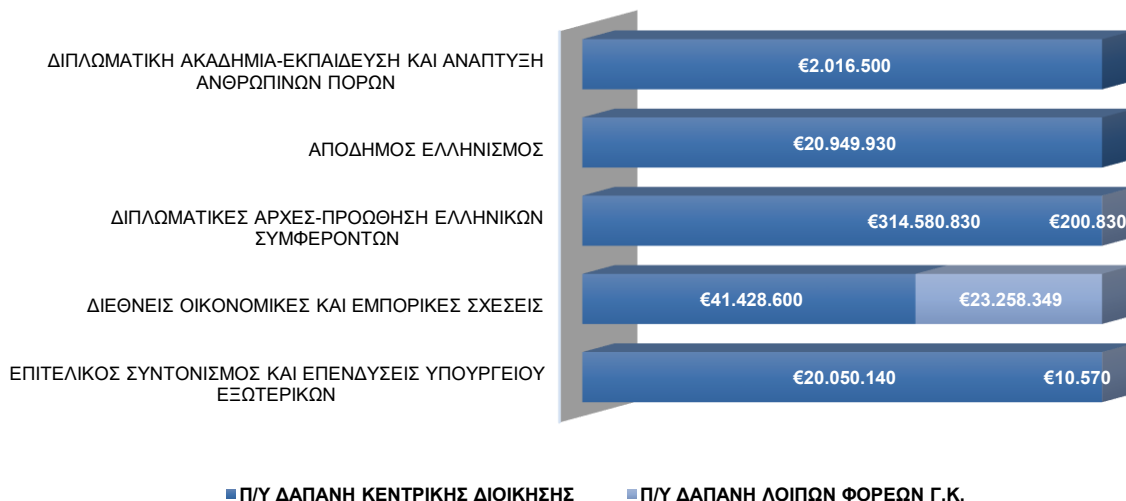 ΔΙΠΛΩΜΑΤΙΚΗ ΑΚΑΔΗΜΙΑ-ΕΚΠΑΙΔΕΥΣΗ ΚΑΙ ΑΝΑΠΤΥΞΗ
ΑΝΘΡΩΠΙΝΩΝ ΠΟΡΩΝ
€2.016.500
ΑΠΟΔΗΜΟΣ ΕΛΛΗΝΙΣΜΟΣ
€20.949.930
ΔΙΠΛΩΜΑΤΙΚΕΣ ΑΡΧΕΣ-ΠΡΟΩΘΗΣΗ ΕΛΛΗΝΙΚΩΝ
ΣΥΜΦΕΡΟΝΤΩΝ
€314.580.830 €200.830
ΔΙΕΘΝΕΙΣ ΟΙΚΟΝΟΜΙΚΕΣ ΚΑΙ ΕΜΠΟΡΙΚΕΣ ΣΧΕΣΕΙΣ
€41.428.600 €23.258.349
ΕΠΙΤΕΛΙΚΟΣ ΣΥΝΤΟΝΙΣΜΟΣ ΚΑΙ ΕΠΕΝΔΥΣΕΙΣ ΥΠΟΥΡΓΕΙΟΥ
ΕΞΩΤΕΡΙΚΩΝ
€20.050.140 €10.570
Π/Υ ΔΑΠΑΝΗ ΚΕΝΤΡΙΚΗΣ ΔΙΟΙΚΗΣΗΣ Π/Υ ΔΑΠΑΝΗ ΛΟΙΠΩΝ ΦΟΡΕΩΝ Γ.Κ.